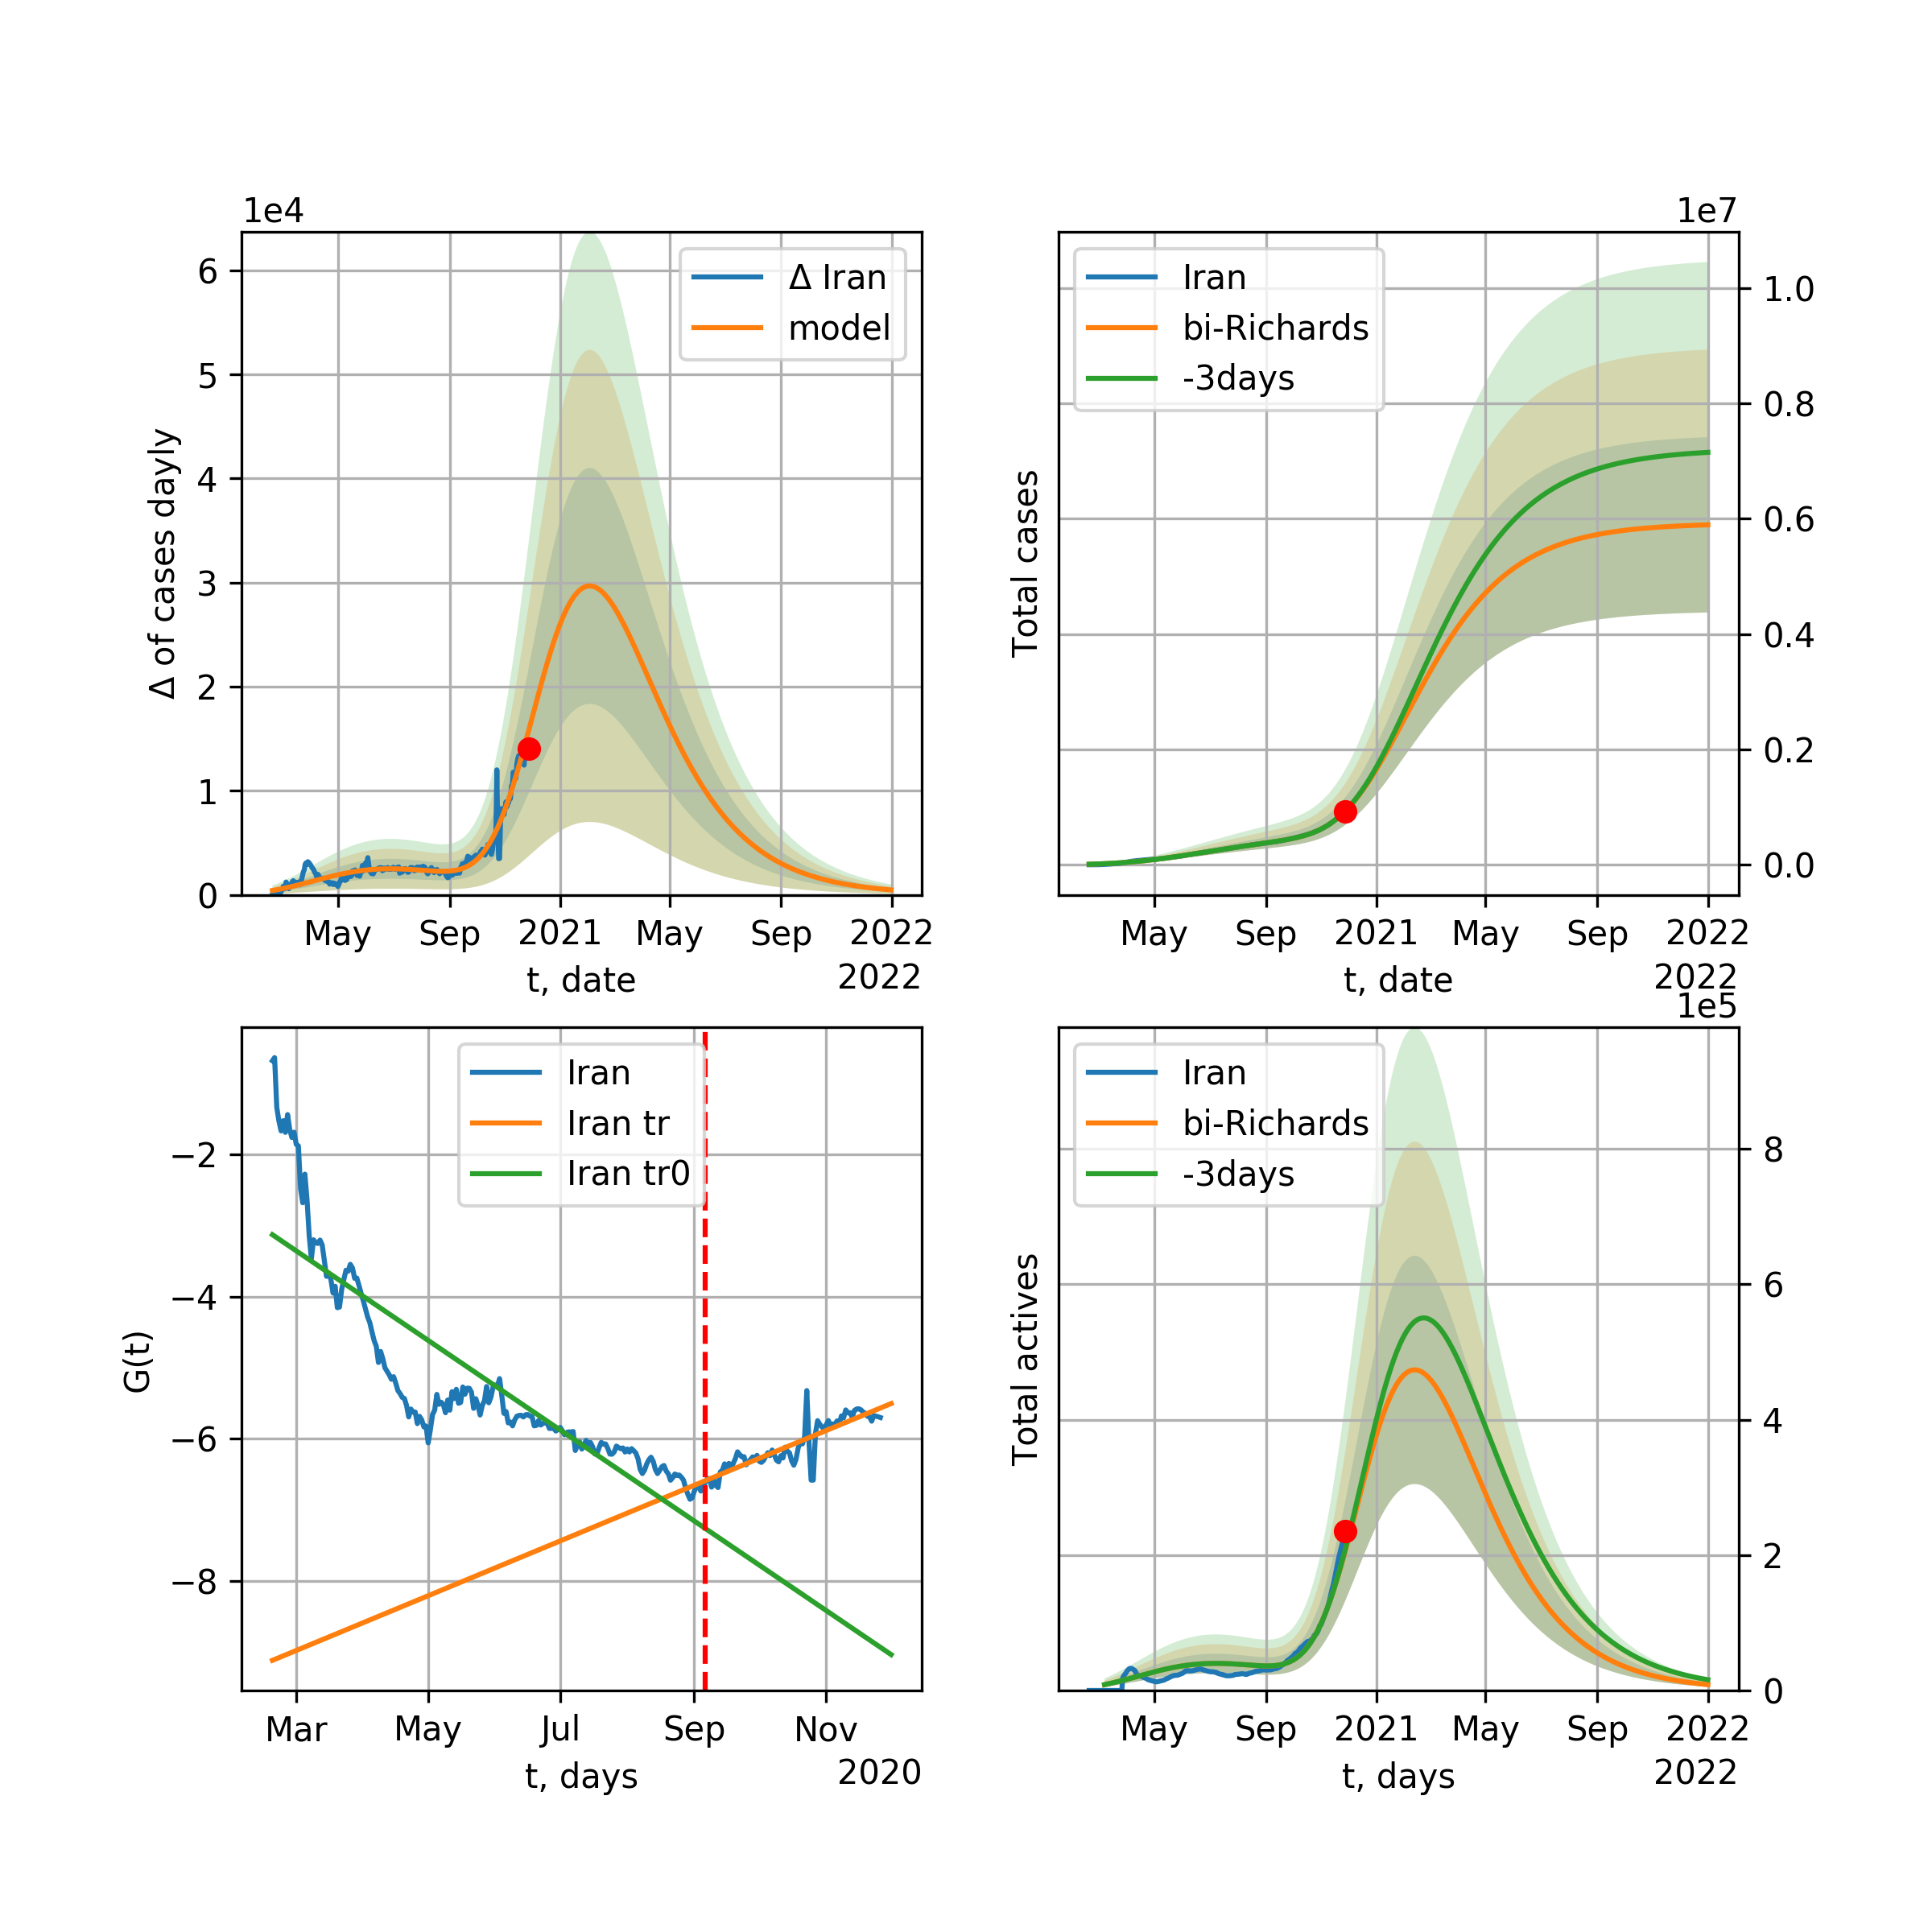 1e4
Δ of cases dayly
6
5
4
3
2
1
0
Δ Iran
model
May Sep 2021 May Sep 2022
t, date
2022
1e7
Total cases
Iran
bi-Richards
-3days
1.0
0.8
0.6
0.4
0.2
0.0
May Sep 2021 May Sep 2022
t, date
2022
G(t)
−2
−4
−6
−8
Iran
Iran tr
Iran tr0
Mar May Jul Sep Nov
t, days
2020
1e5
Total actives
Iran
bi-Richards
-3days
8
6
4
2
0
May Sep 2021 May Sep 2022
t, days
2022